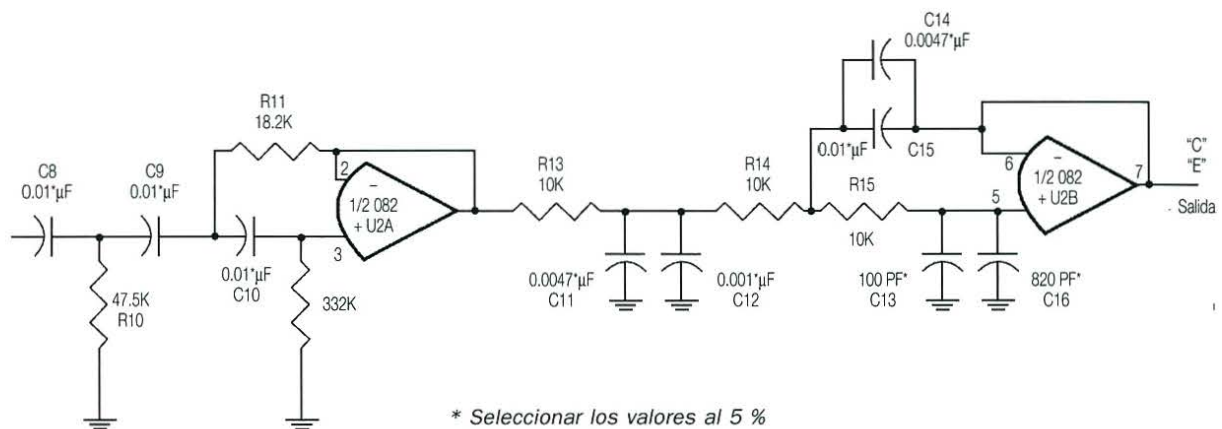 C14
0.0047*µF
R11
18.2K
C8
0.01*µF
C9
0.01*µF
2
−
1/2 082
+ U2A
3
0.01*µF
C10
47.5K
R10
332K
R13
10K
R14
10K
0.01*µF
C15
R15
10K
6
−
1/2 082
+ U2B
5
7
"C"
"E"
Salida
0.0047*µF
C11
0.001*µF
C12
100 PF*
C13
820 PF*
C16
* Seleccionar los valores al 5 %